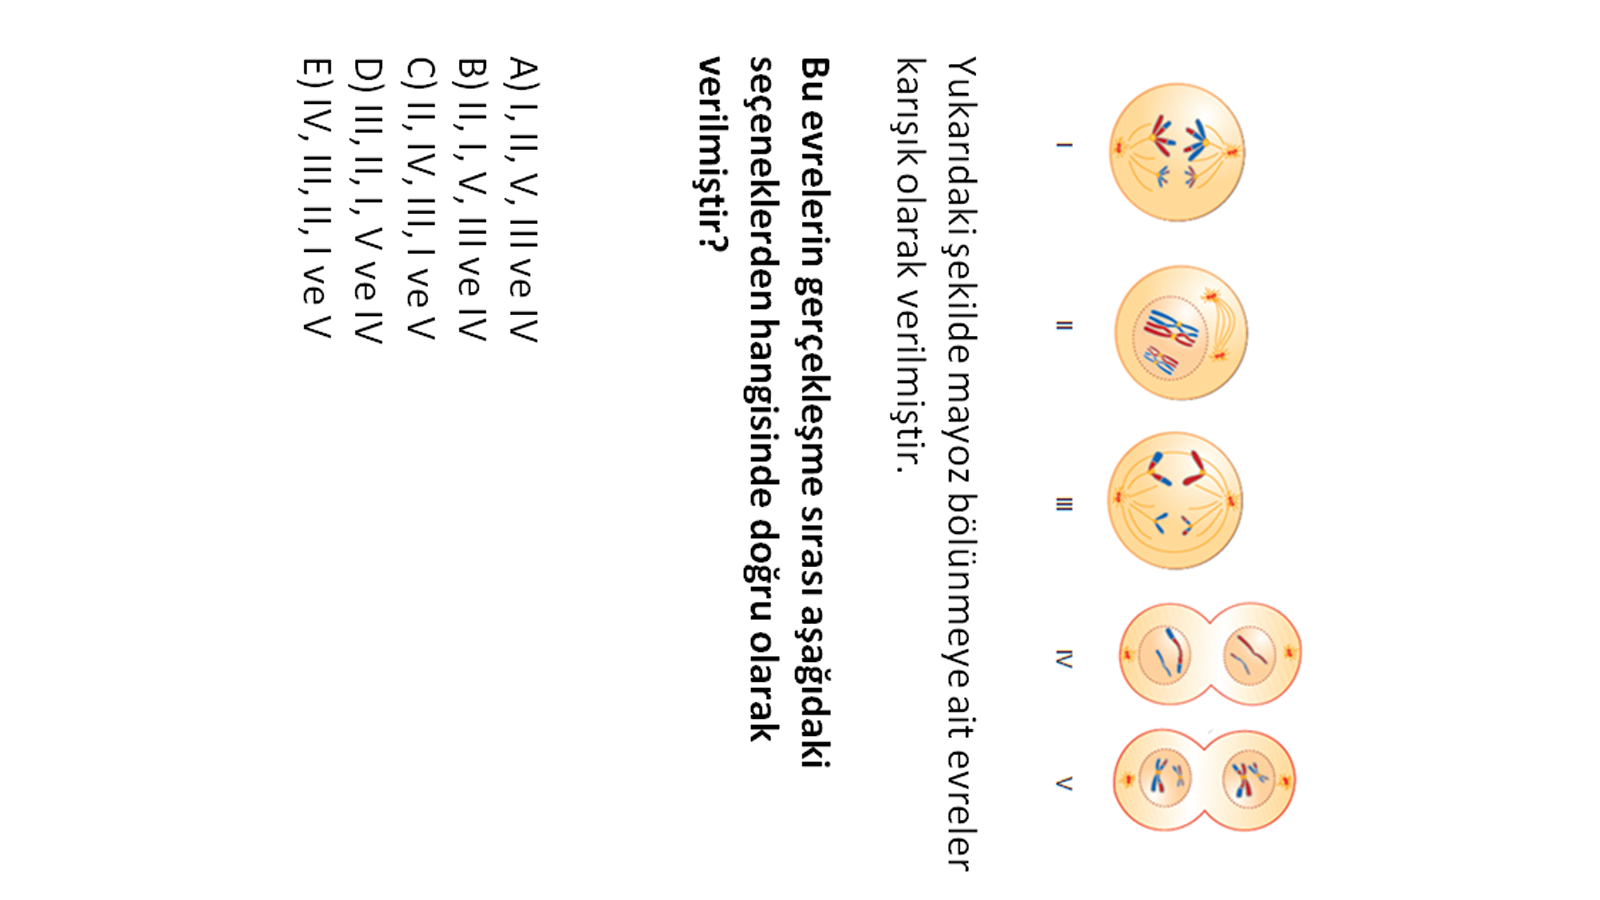 I II III IV V
Yukarıdaki şekilde mayoz bölünmeye ait evreler
karışık olarak verilmiştir.
Bu evrelerin gerçekleşme sırası aşağıdaki
seçeneklerden hangisinde doğru olarak
verilmiştir?
A) I, II, V, III ve IV
B) II, I, V, III ve IV
C) II, IV, III, I ve V
D) III, II, I, V ve IV
E) IV, III, II, I ve V